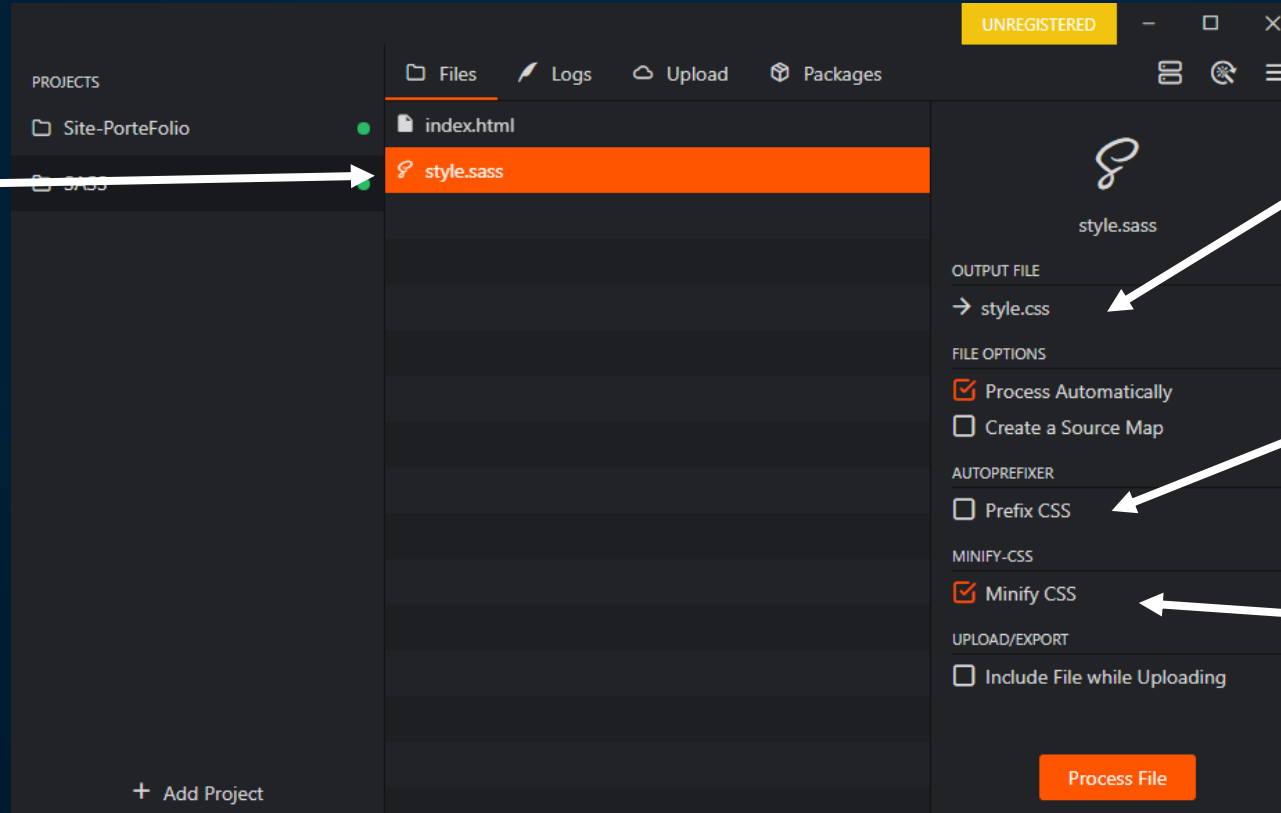 UNREGISTERED
PROJECTS
Site-PorteFolio
SASS
+ Add Project
Files
Logs
Upload
Packages
index.html
style.sass
style.sass
OUTPUT FILE
→ style.css
FILE OPTIONS
Process Automatically
Create a Source Map
AUTOPREFIXER
Prefix CSS
MINIFY-CSS
Minify CSS
UPLOAD/EXPORT
Include File while Uploading
Process File